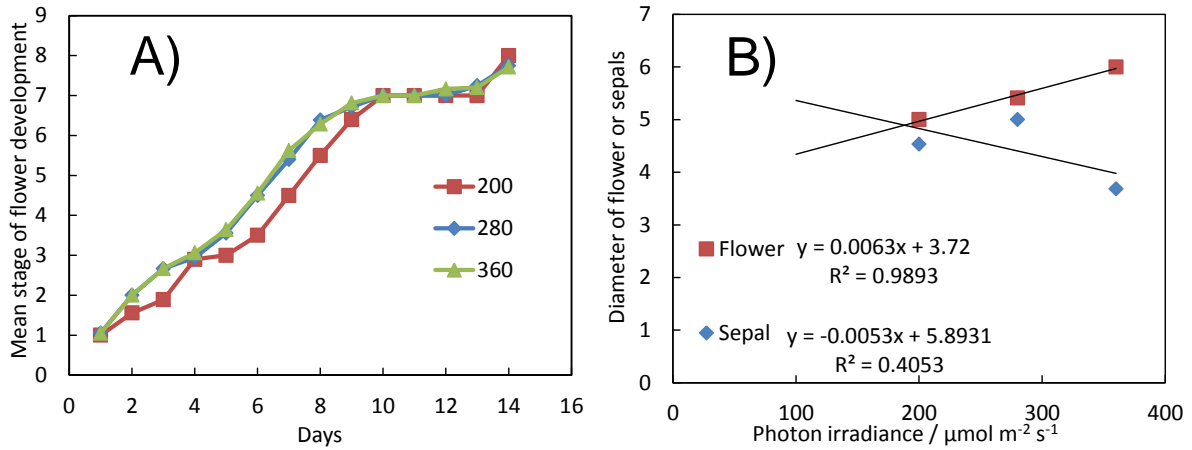 A)
Mean stage of flower development
9
8
7
6
5
4
3
2
1
0
0 2 4 6 8 10 12 14 16
Days
200
280
360
B)
Diameter of flower or sepals
7
6
5
4
3
2
1
0
0 100 200 300 400
Photon irradiance / µmol m⁻² s⁻¹
Flower y = 0.0063x + 3.72
R² = 0.9893
Sepal y = -0.0053x + 5.8931
R² = 0.4053